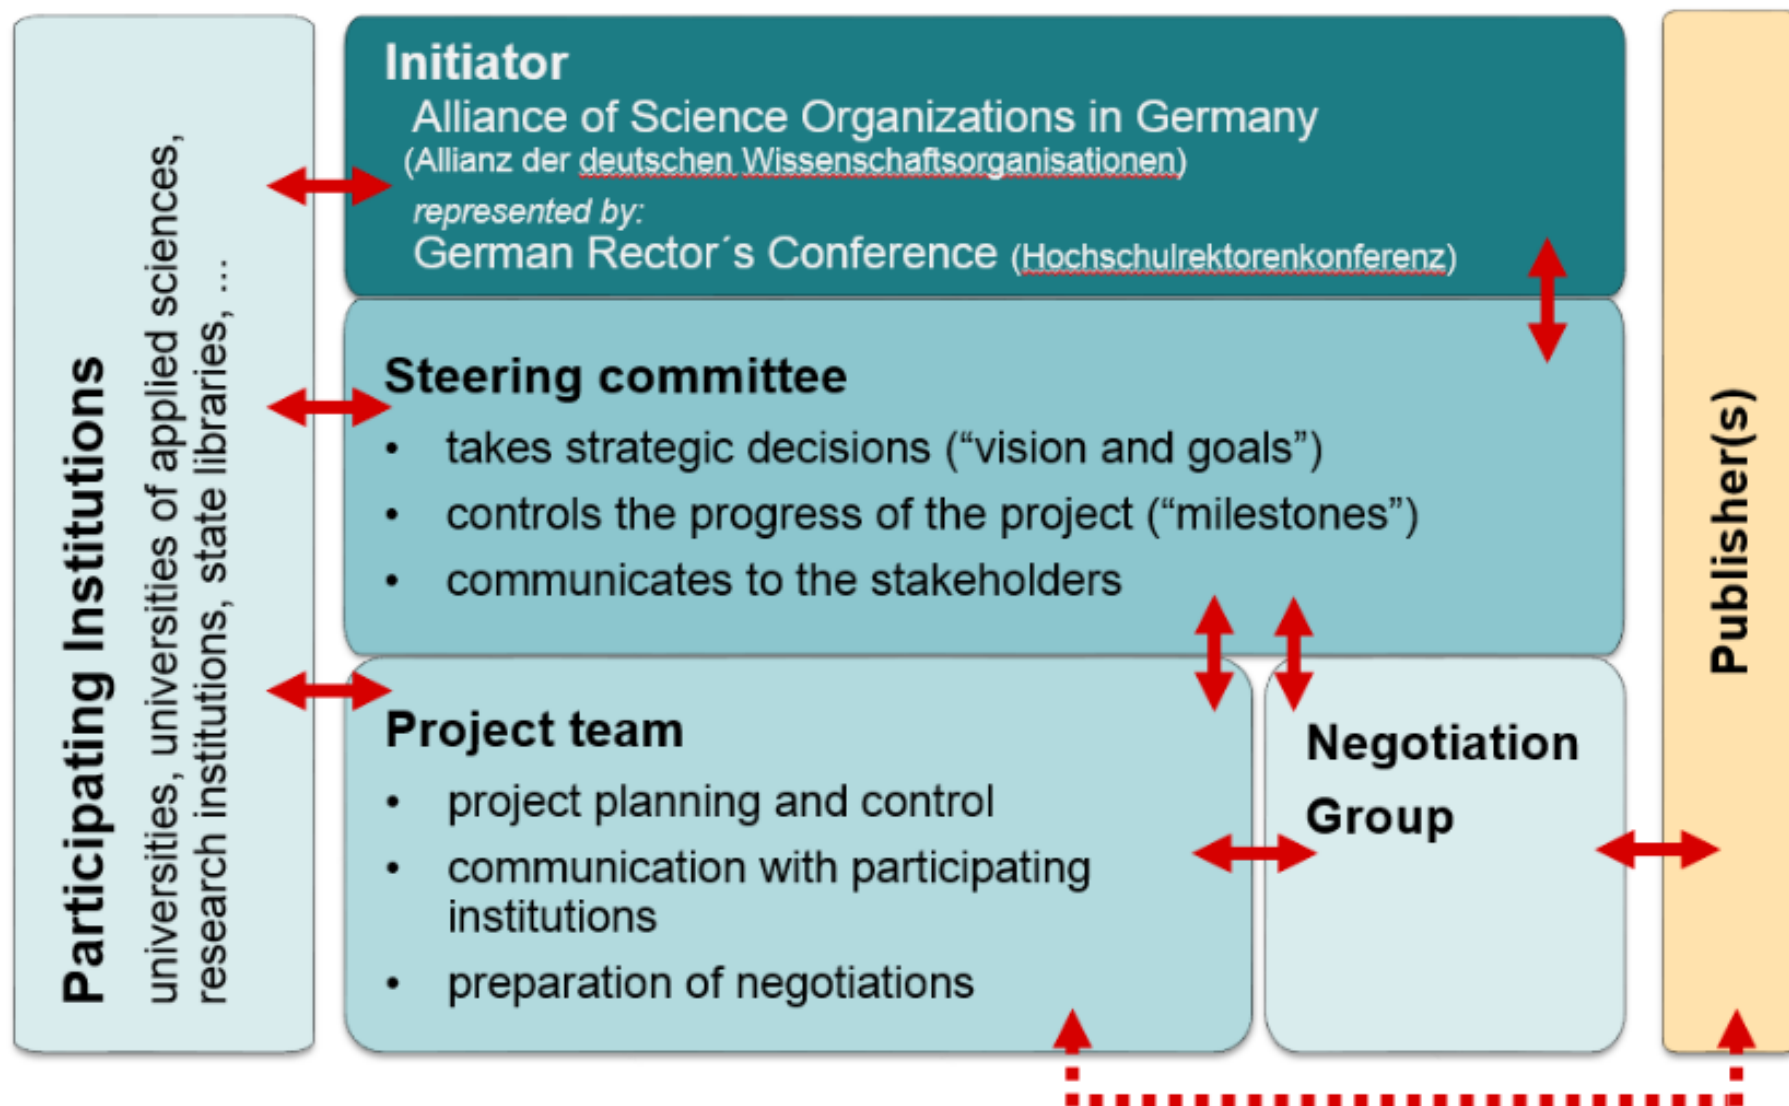 Participating Institutions
universities, universities of applied sciences,
research institutions, state libraries, ...
Initiator
Alliance of Science Organizations in Germany
(Allianz der deutschen Wissenschaftsorganisationen)
represented by:
German Rector´s Conference (Hochschulrektorenkonferenz)
Steering committee
• takes strategic decisions (“vision and goals”)
• controls the progress of the project (“milestones”)
• communicates to the stakeholders
Project team
• project planning and control
• communication with participating
institutions
• preparation of negotiations
Negotiation
Group
Publisher(s)